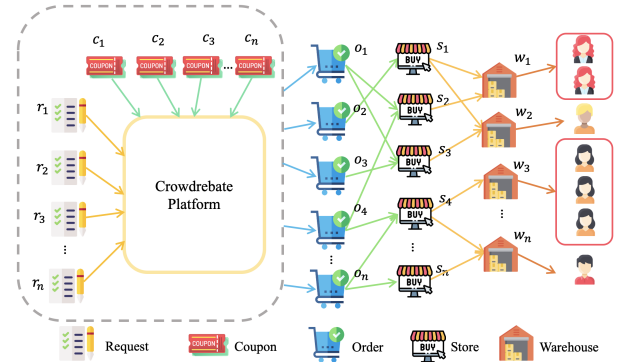 c1 c2 c3 ... cn
COUPON COUPON COUPON COUPON
r1
r2
r3
⋮
rn
Crowdrebate
Platform
o1
o2
o3
o4
⋮
on
BUY s1
BUY s2
BUY s3
BUY s4
⋮
BUY sn
w1
w2
w3
⋮
wn
Request
COUPON Coupon
Order
BUY Store
Warehouse